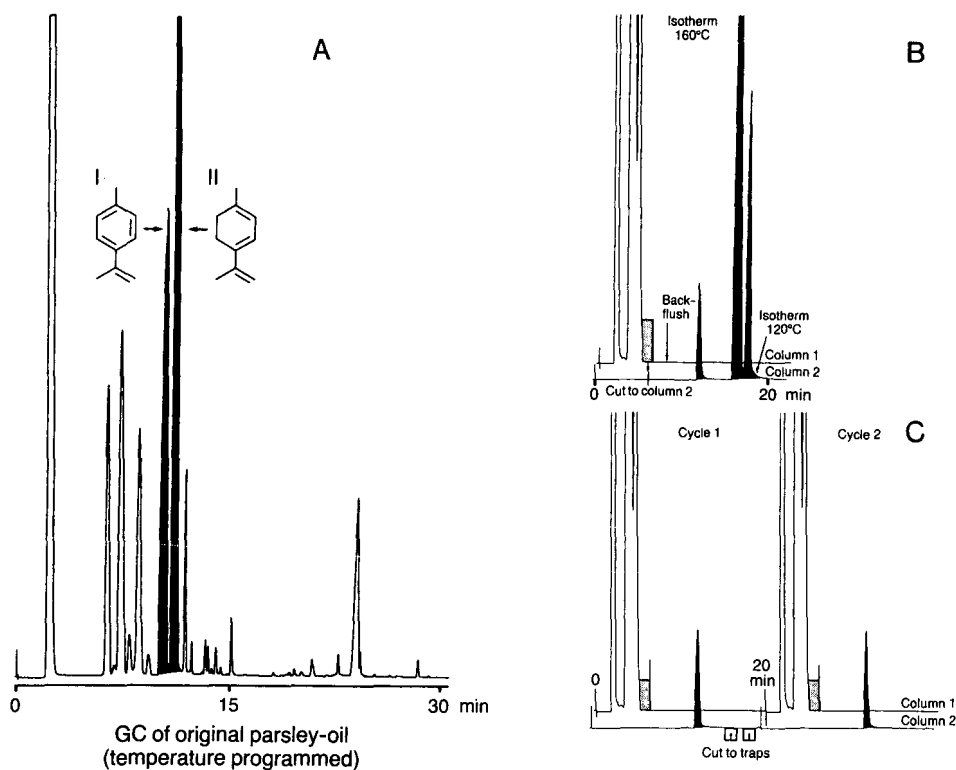 A
I
II
0
15
30
min
GC of original parsley-oil
(temperature programmed)
B
Isotherm
160°C
Back-
flush
Isotherm
120°C
Column 1
Column 2
Cut to column 2
0
20 min
C
Cycle 1
Cycle 2
0
20
min
Column 1
Column 2
Cut to traps